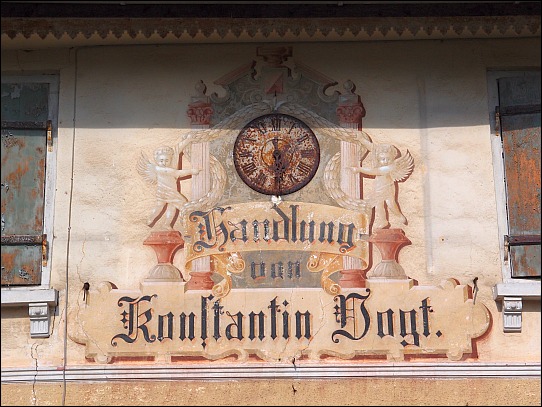 Handlung
von
Konſtantin Vogt.